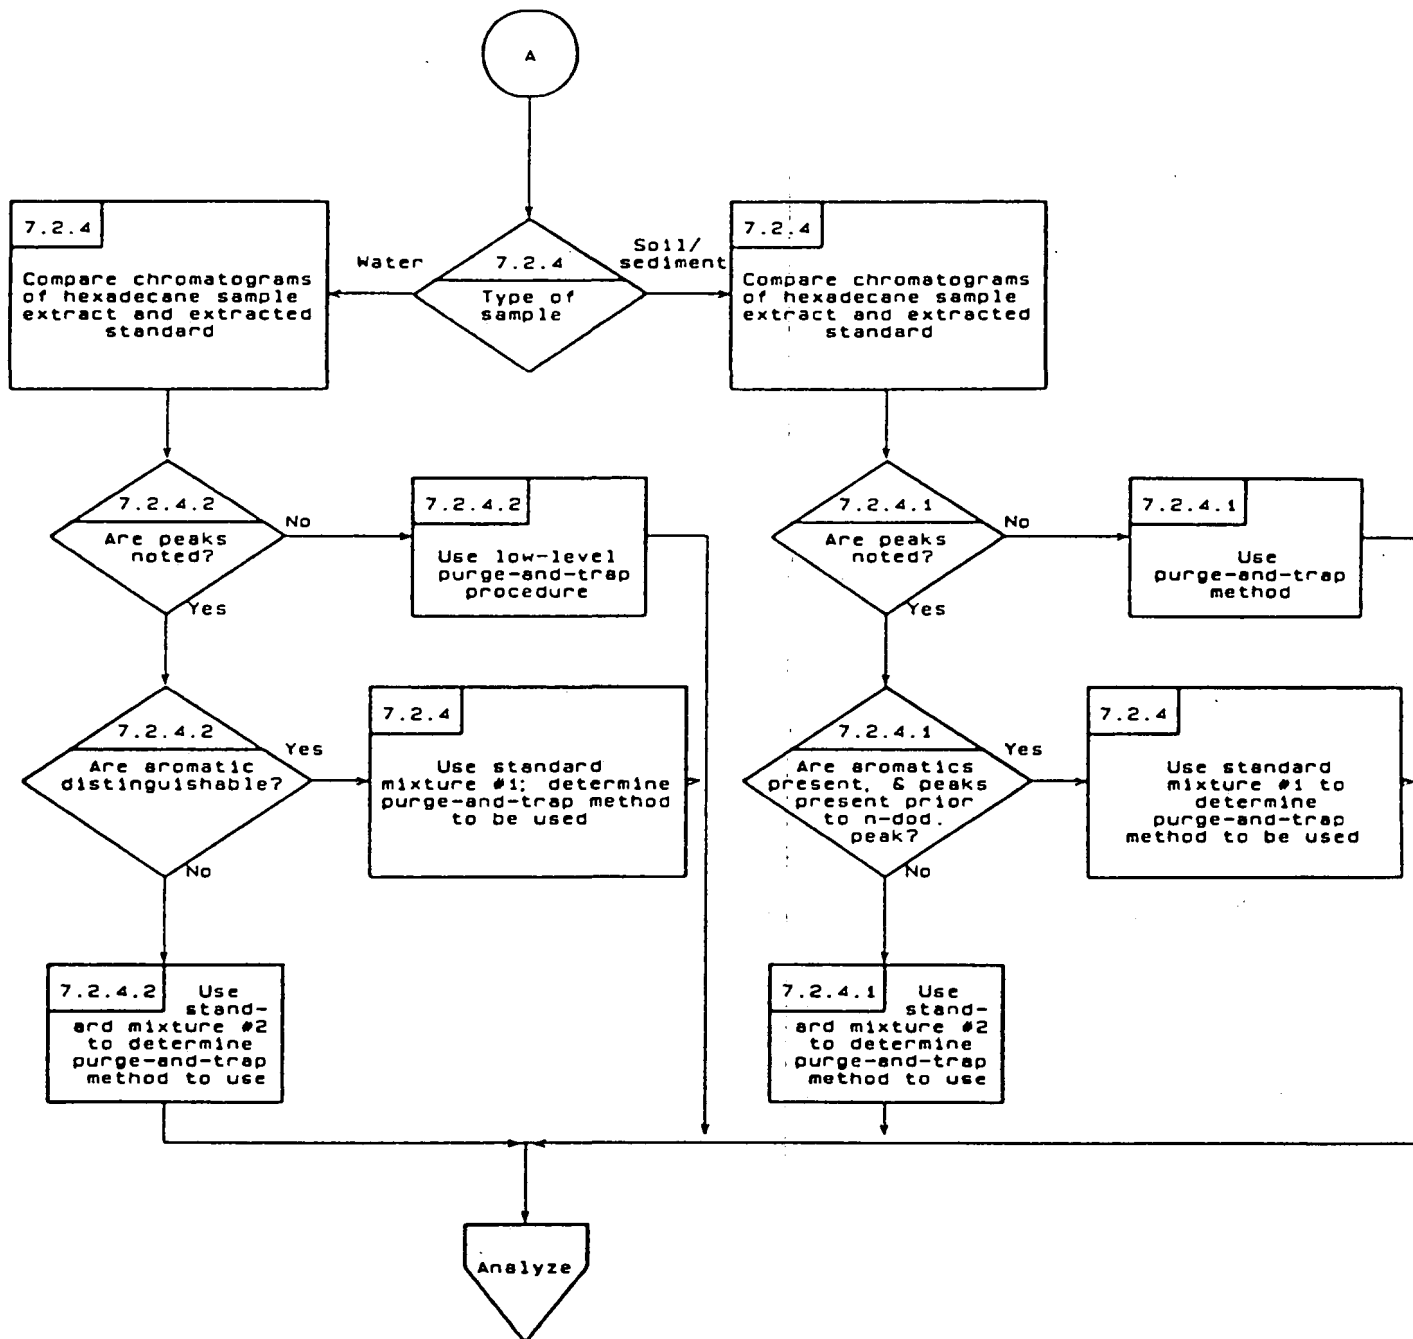 A
7.2.4
Compare chromatograms
of hexadecane sample
extract and extracted
standard
Water
7.2.4
Type of
sample
Soil/
sediment
7.2.4
Compare chromatograms
of hexadecane sample
extract and extracted
standard
7.2.4.2
Are peaks
noted?
No
Yes
7.2.4.2
Use low-level
purge-and-trap
procedure
7.2.4.1
Are peaks
noted?
No
Yes
7.2.4.1
Use
purge-and-trap
method
7.2.4.2
Are aromatic
distinguishable?
Yes
No
7.2.4
Use standard
mixture #1; determine
purge-and-trap method
to be used
7.2.4.1
Are aromatics
present, & peaks
present prior
to n-dod.
peak?
Yes
No
7.2.4
Use standard
mixture #1 to
determine
purge-and-trap
method to be used
7.2.4.2 Use
stand-
ard mixture #2
to determine
purge-and-trap
method to use
7.2.4.1 Use
stand-
ard mixture #2
to determine
purge-and-trap
method to use
Analyze